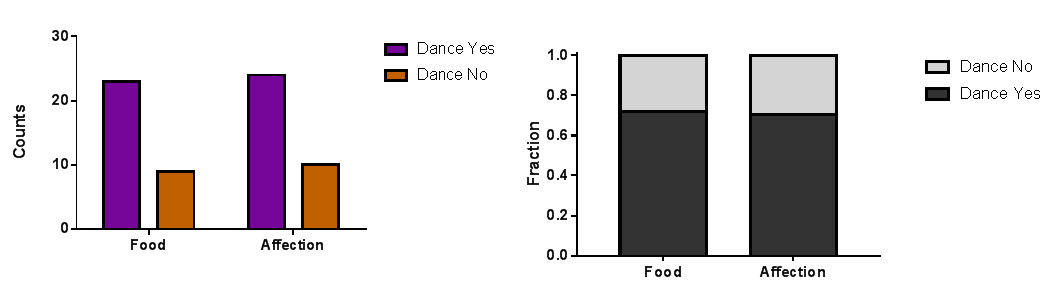 Counts
30
20
10
0
Food
Affection
Dance Yes
Dance No
Fraction
1.0
0.8
0.6
0.4
0.2
0.0
Food
Affection
Dance No
Dance Yes